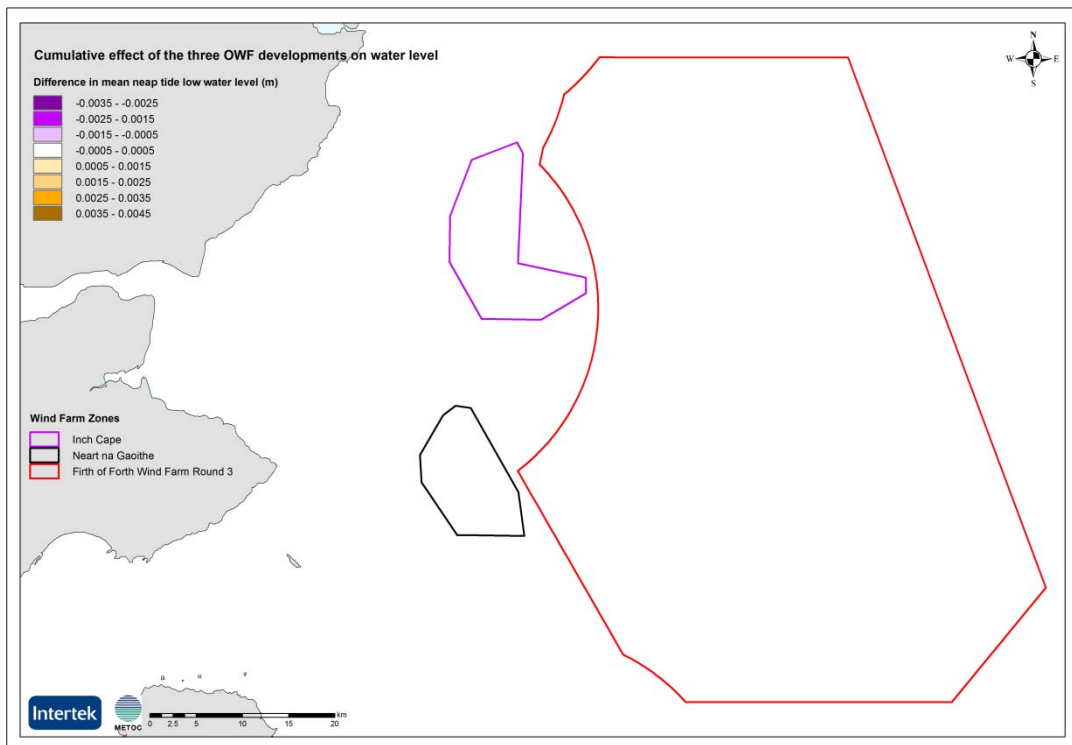 Cumulative effect of the three OWF developments on water level
Difference in mean neap tide low water level (m)
-0.0035 - -0.0025
-0.0025 - 0.0015
-0.0015 - -0.0005
-0.0005 - 0.0005
0.0005 - 0.0015
0.0015 - 0.0025
0.0025 - 0.0035
0.0035 - 0.0045
N
W E
S
Wind Farm Zones
Inch Cape
Neart na Gaoithe
Firth of Forth Wind Farm Round 3
Intertek
METOC
km
0 2.5 5 10 15 20